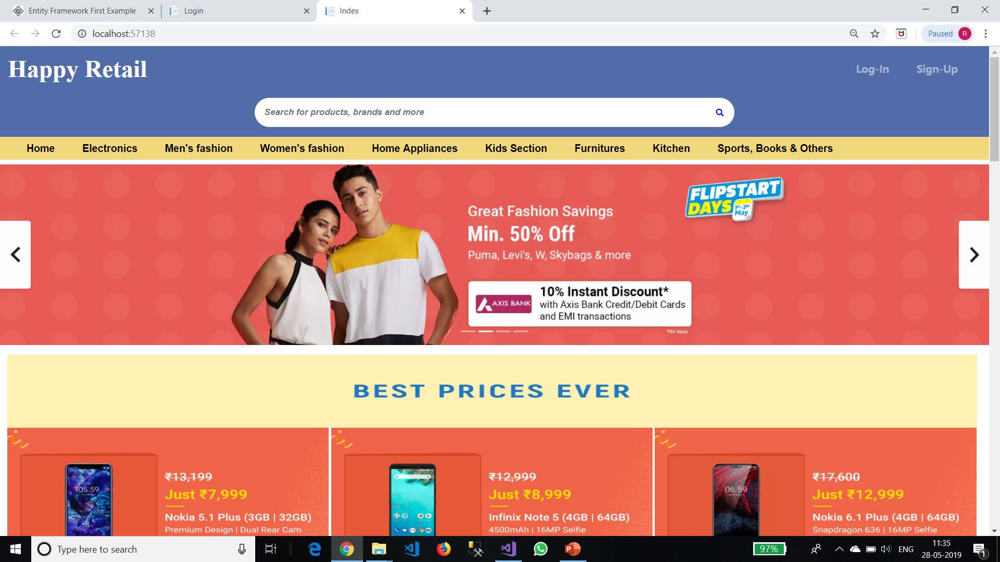 Entity Framework First Example
Login
Index
localhost:57138
Paused
R
Happy Retail
Log-In
Sign-Up
Search for products, brands and more
Home
Electronics
Men's fashion
Women's fashion
Home Appliances
Kids Section
Furnitures
Kitchen
Sports, Books & Others
FLIPSTART
DAYS
1ST-3RD
May
Great Fashion Savings
Min. 50% Off
Puma, Levi's, W, Skybags & more
AXIS BANK
10% Instant Discount*
with Axis Bank Credit/Debit Cards
and EMI transactions
*T&C Apply
BEST PRICES EVER
05:59
₹13,199
Just ₹7,999
Nokia 5.1 Plus (3GB | 32GB)
Premium Design | Dual Rear Cam
₹12,999
Just ₹8,999
Infinix Note 5 (4GB | 64GB)
4500mAh | 16MP Selfie
06:59
₹17,600
Just ₹12,999
Nokia 6.1 Plus (4GB | 64GB)
Snapdragon 636 | 16MP Selfie
Type here to search
97%
ENG
11:35
28-05-2019
1